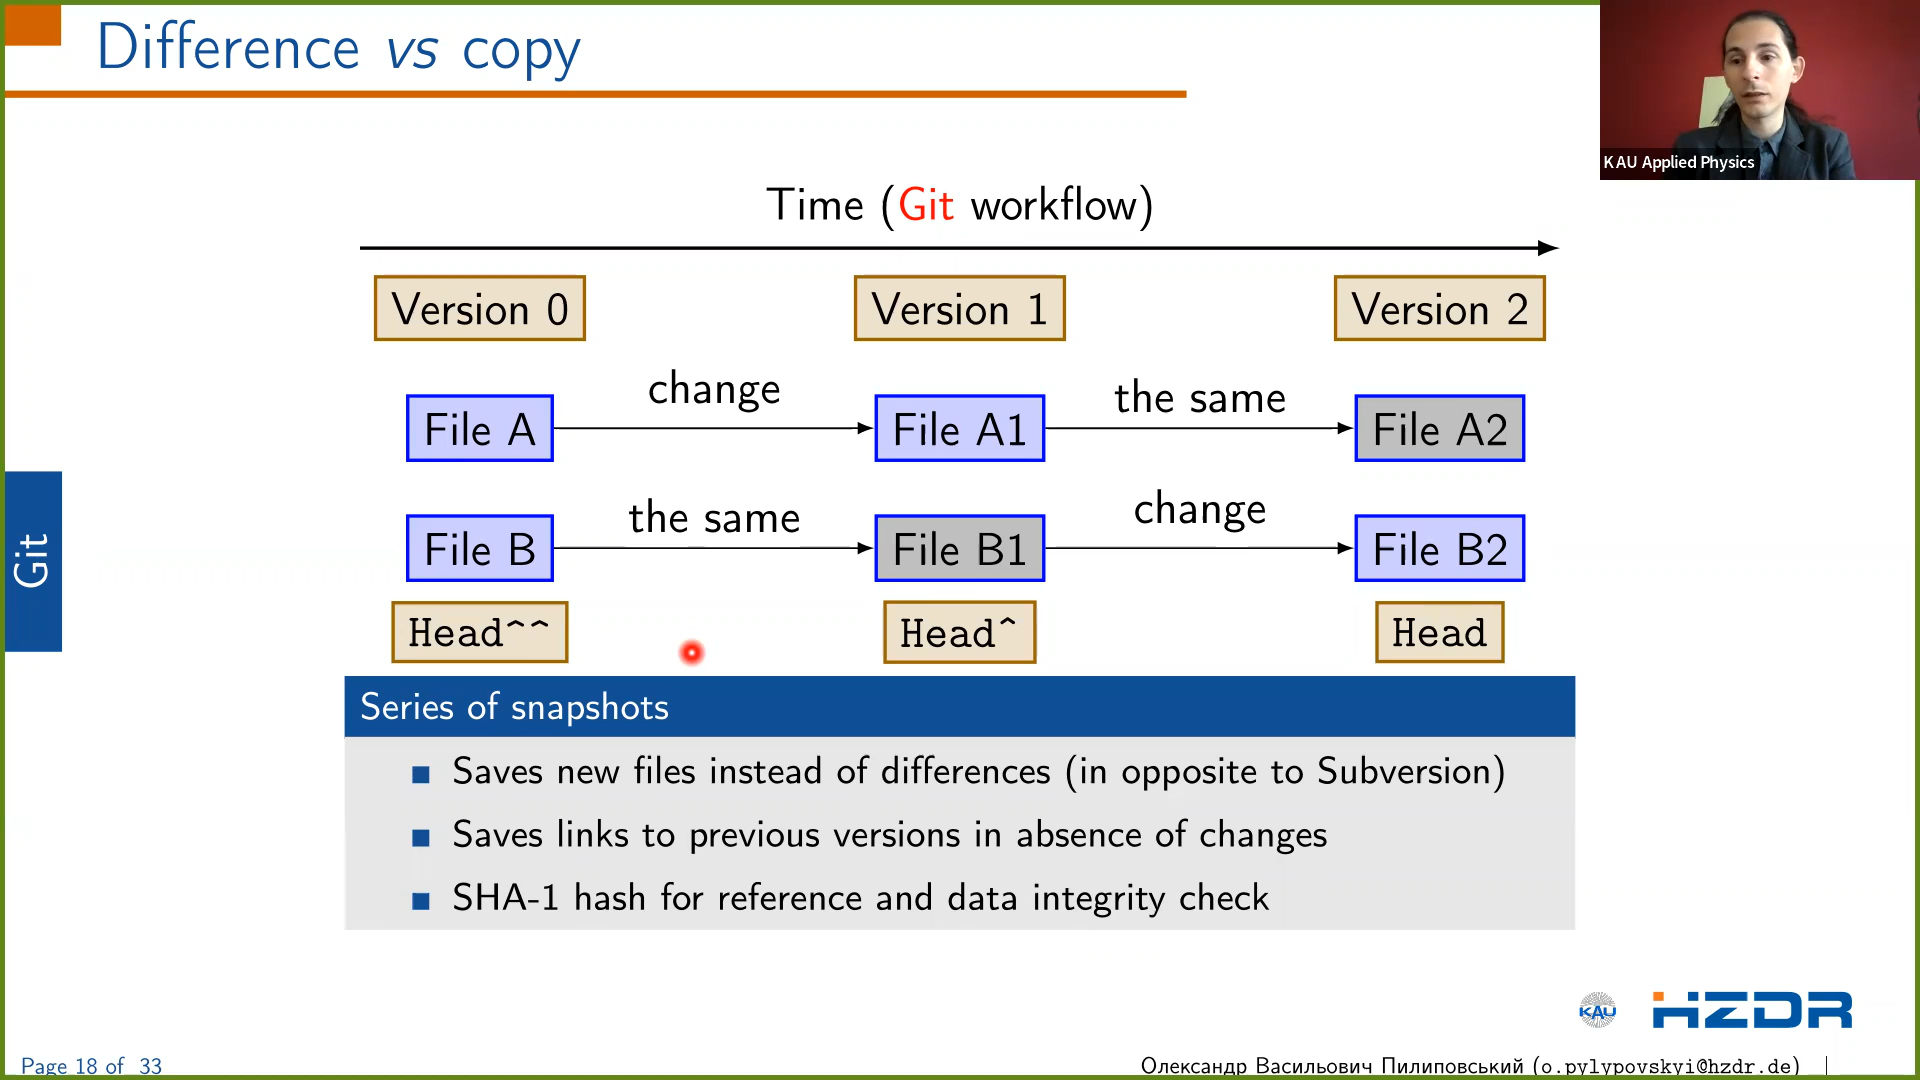 Difference vs copy
KAU Applied Physics
Time (Git workflow)
Version 0
Version 1
Version 2
change
the same
File A
File A1
File A2
the same
change
File B
File B1
File B2
Head^^
Head^
Head
Git
Series of snapshots
Saves new files instead of differences (in opposite to Subversion)
Saves links to previous versions in absence of changes
SHA-1 hash for reference and data integrity check
KAU
HZDR
Page 18 of 33
Олександр Васильович Пилиповський (o.pylypovskyi@hzdr.de)